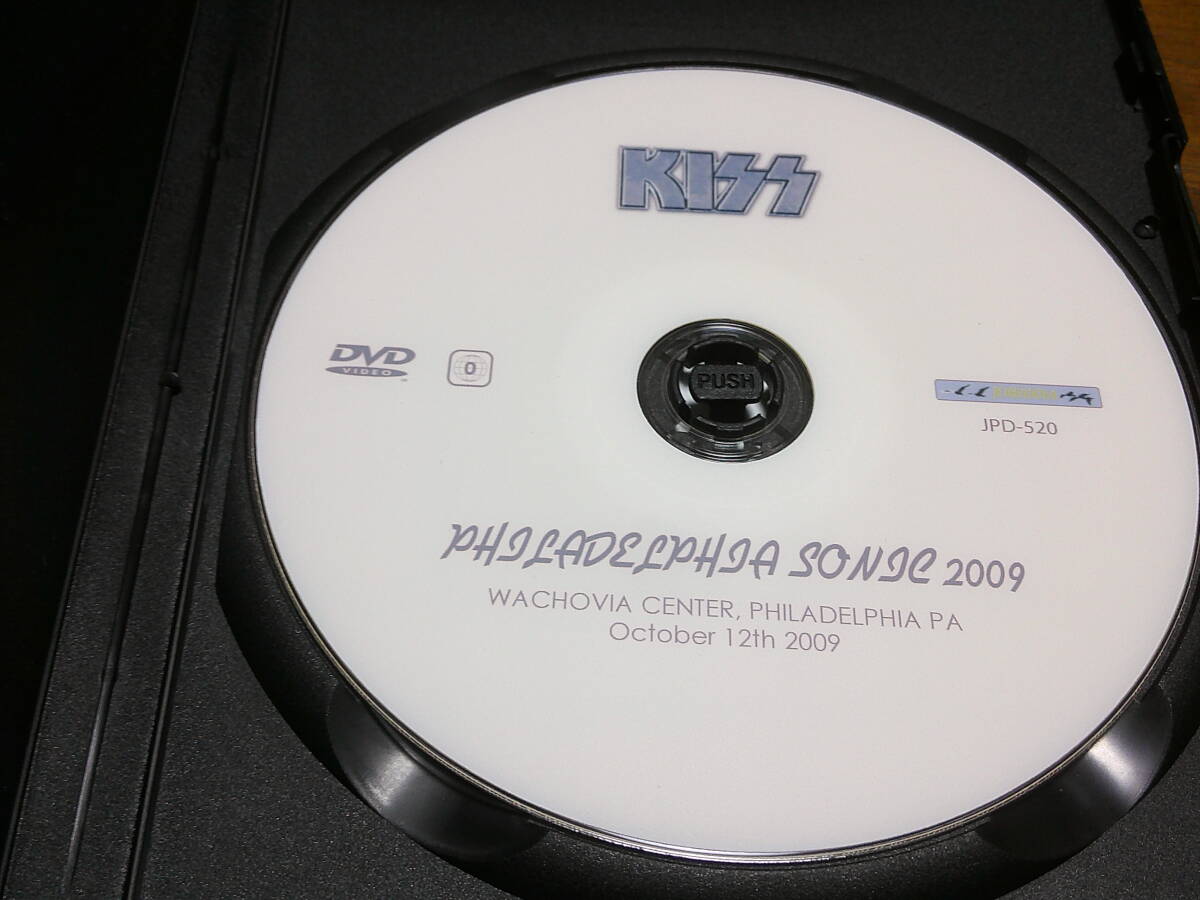 KISS
DVD
VIDEO
0
PUSH
JPD-520
PHILADELPHIA SONIC 2009
WACHOVIA CENTER, PHILADELPHIA PA
October 12th 2009